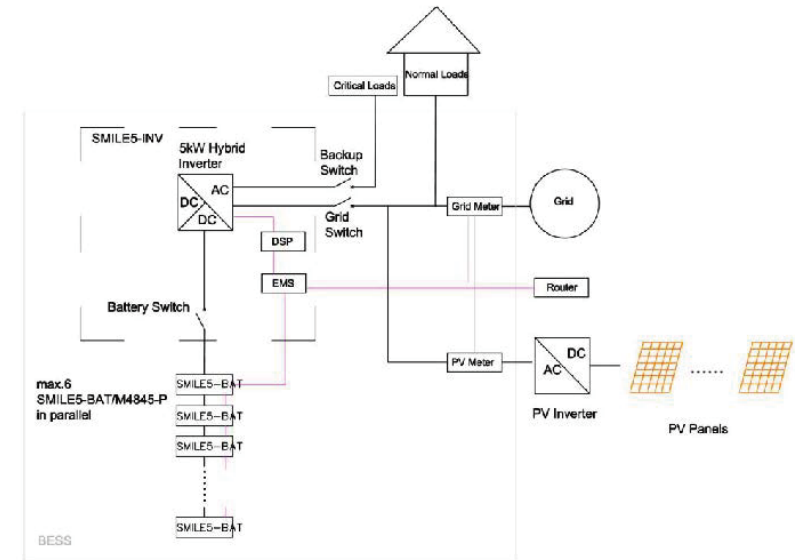 Critical Loads
Normal Loads
SMILE5-INV
5kW Hybrid
Inverter
AC
DC
DC
Backup
Switch
Grid
Switch
Grid Meter
Grid
DSP
EMS
Router
Battery Switch
max.6
SMILE5-BAT/M4845-P
in parallel
SMILE5-BAT
SMILE5-BAT
SMILE5-BAT
SMILE5-BAT
PV Meter
DC
AC
PV Inverter
PV Panels
BESS